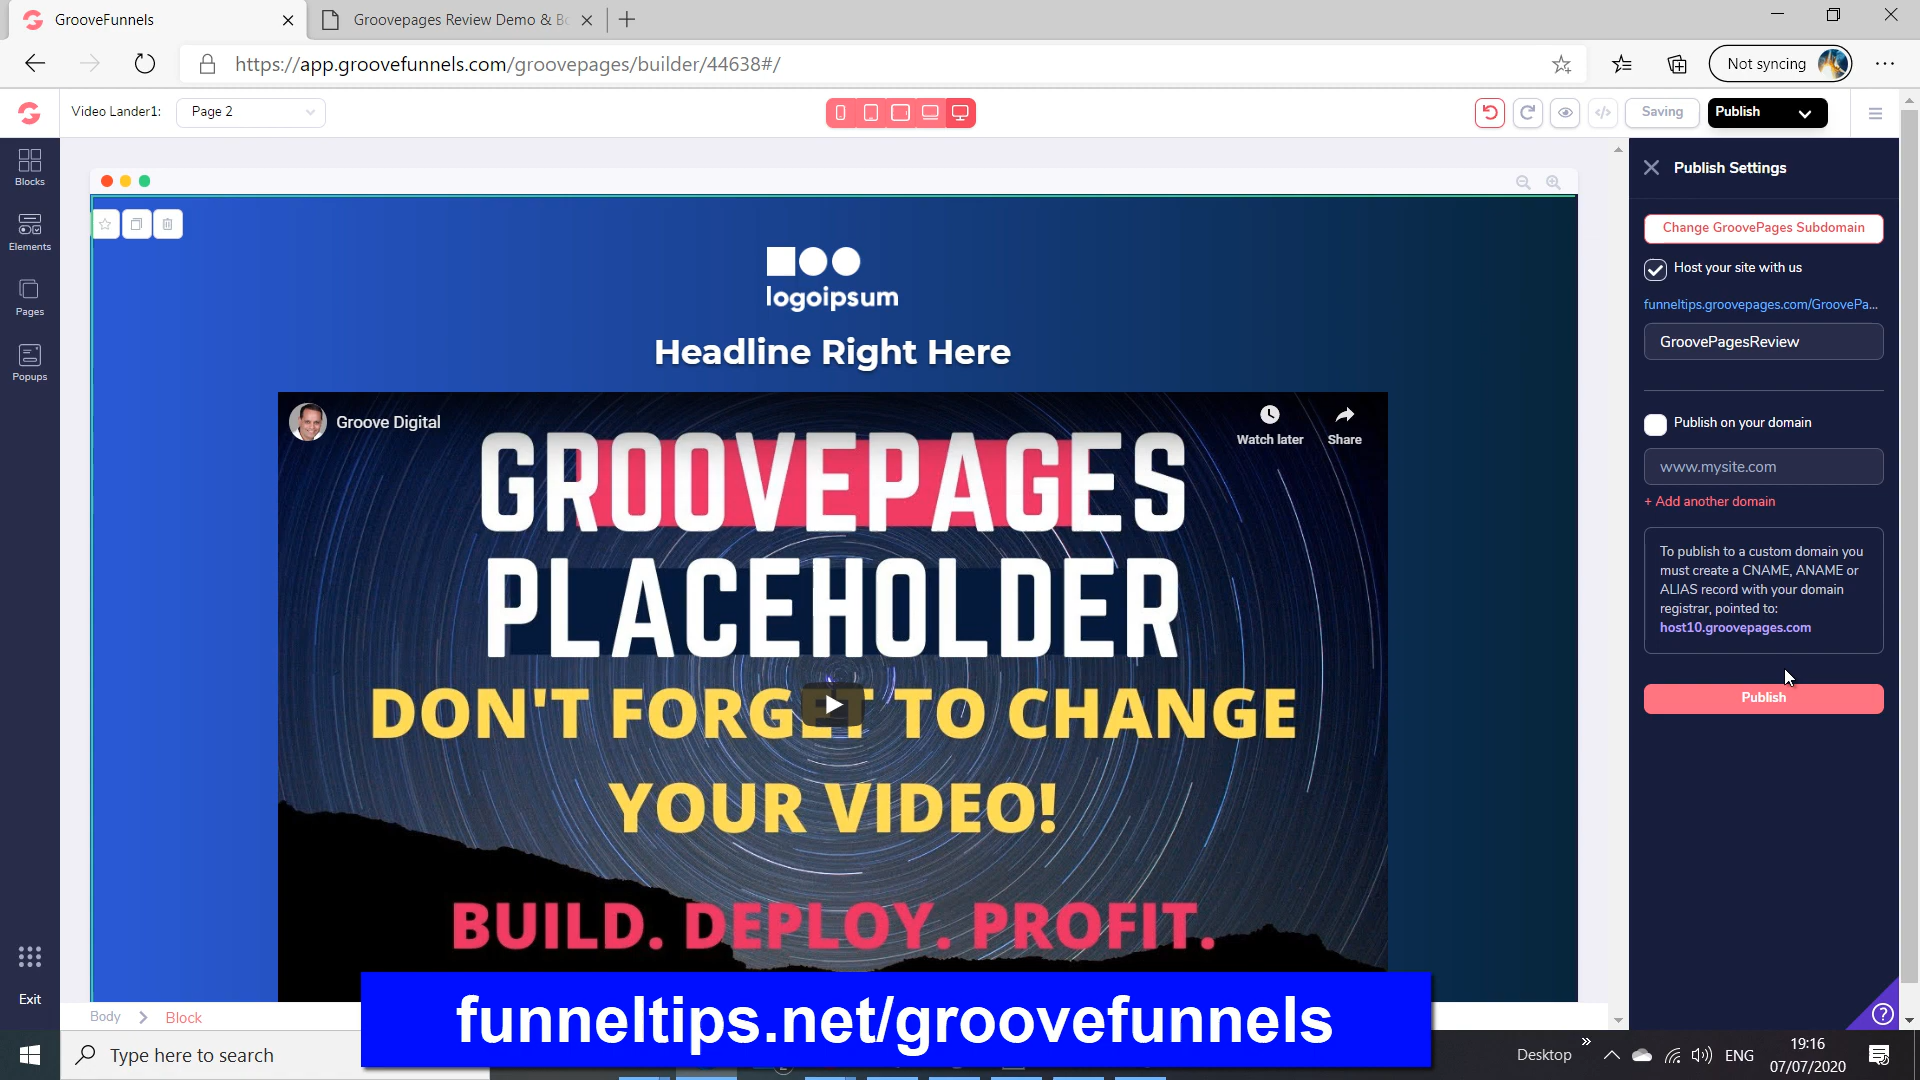 GrooveFunnels
Groovepages Review Demo & Bo
https://app.groovefunnels.com/groovepages/builder/44638#/
Not syncing
Video Lander1:
Page 2
Saving
Publish
Blocks
Elements
Pages
Popups
Exit
logoipsum
Headline Right Here
Groove Digital
Watch later
Share
GROOVEPAGES
PLACEHOLDER
DON'T FORGET TO CHANGE
YOUR VIDEO!
BUILD. DEPLOY. PROFIT.
Publish Settings
Change GroovePages Subdomain
Host your site with us
funneltips.groovepages.com/GroovePa...
GroovePagesReview
Publish on your domain
www.mysite.com
+ Add another domain
To publish to a custom domain you
must create a CNAME, ANAME or
ALIAS record with your domain
registrar, pointed to:
host10.groovepages.com
Publish
Body
Block
funneltips.net/groovefunnels
Type here to search
Desktop
ENG
19:16
07/07/2020